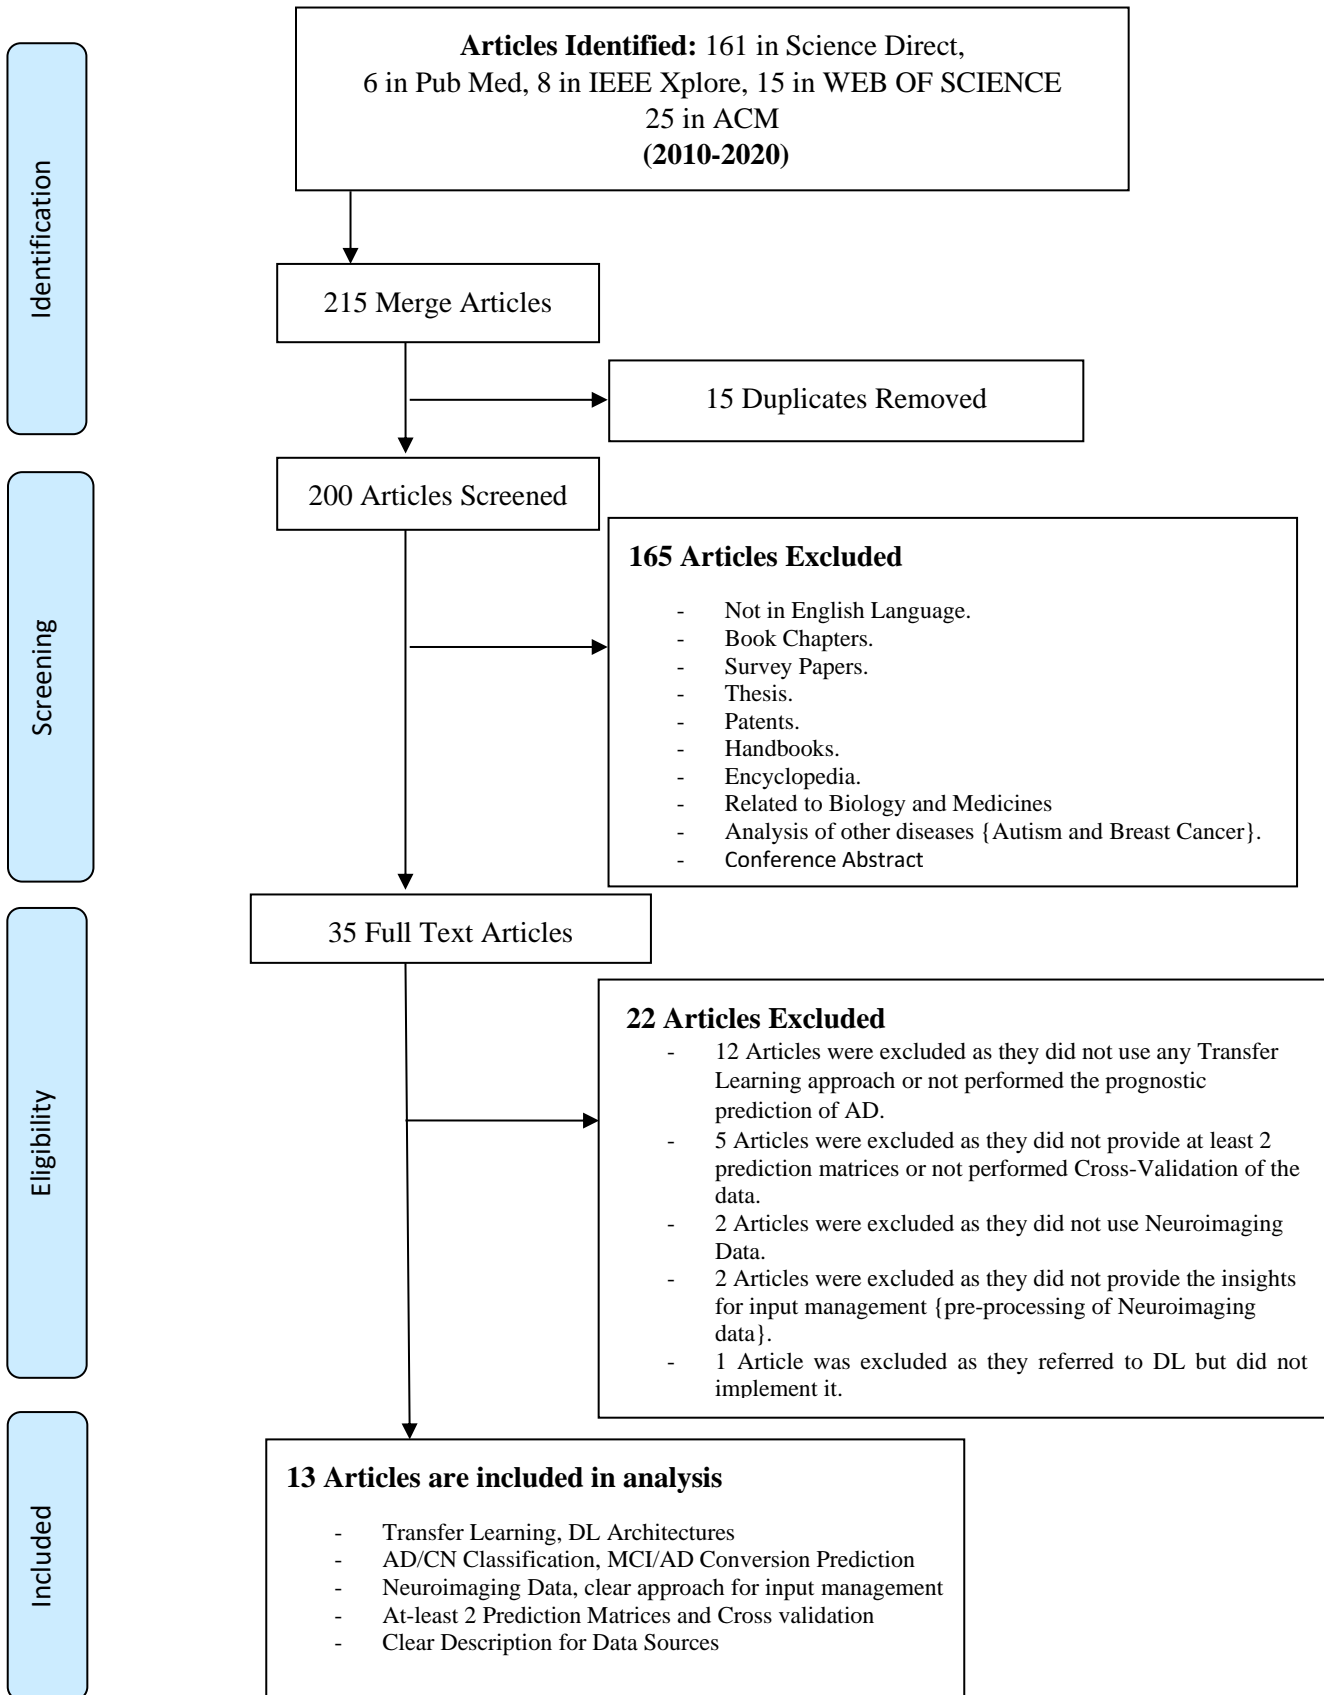 Identification
Articles Identified: 161 in Science Direct,
6 in Pub Med, 8 in IEEE Xplore, 15 in WEB OF SCIENCE
25 in ACM
(2010-2020)
215 Merge Articles
15 Duplicates Removed
Screening
200 Articles Screened
165 Articles Excluded
- Not in English Language.
- Book Chapters.
- Survey Papers.
- Thesis.
- Patents.
- Handbooks.
- Encyclopedia.
- Related to Biology and Medicines
- Analysis of other diseases {Autism and Breast Cancer}.
- Conference Abstract
Eligibility
35 Full Text Articles
22 Articles Excluded
- 12 Articles were excluded as they did not use any Transfer
Learning approach or not performed the prognostic
prediction of AD.
- 5 Articles were excluded as they did not provide at least 2
prediction matrices or not performed Cross-Validation of the
data.
- 2 Articles were excluded as they did not use Neuroimaging
Data.
- 2 Articles were excluded as they did not provide the insights
for input management {pre-processing of Neuroimaging
data}.
- 1 Article was excluded as they referred to DL but did not
implement it.
Included
13 Articles are included in analysis
- Transfer Learning, DL Architectures
- AD/CN Classification, MCI/AD Conversion Prediction
- Neuroimaging Data, clear approach for input management
- At-least 2 Prediction Matrices and Cross validation
- Clear Description for Data Sources